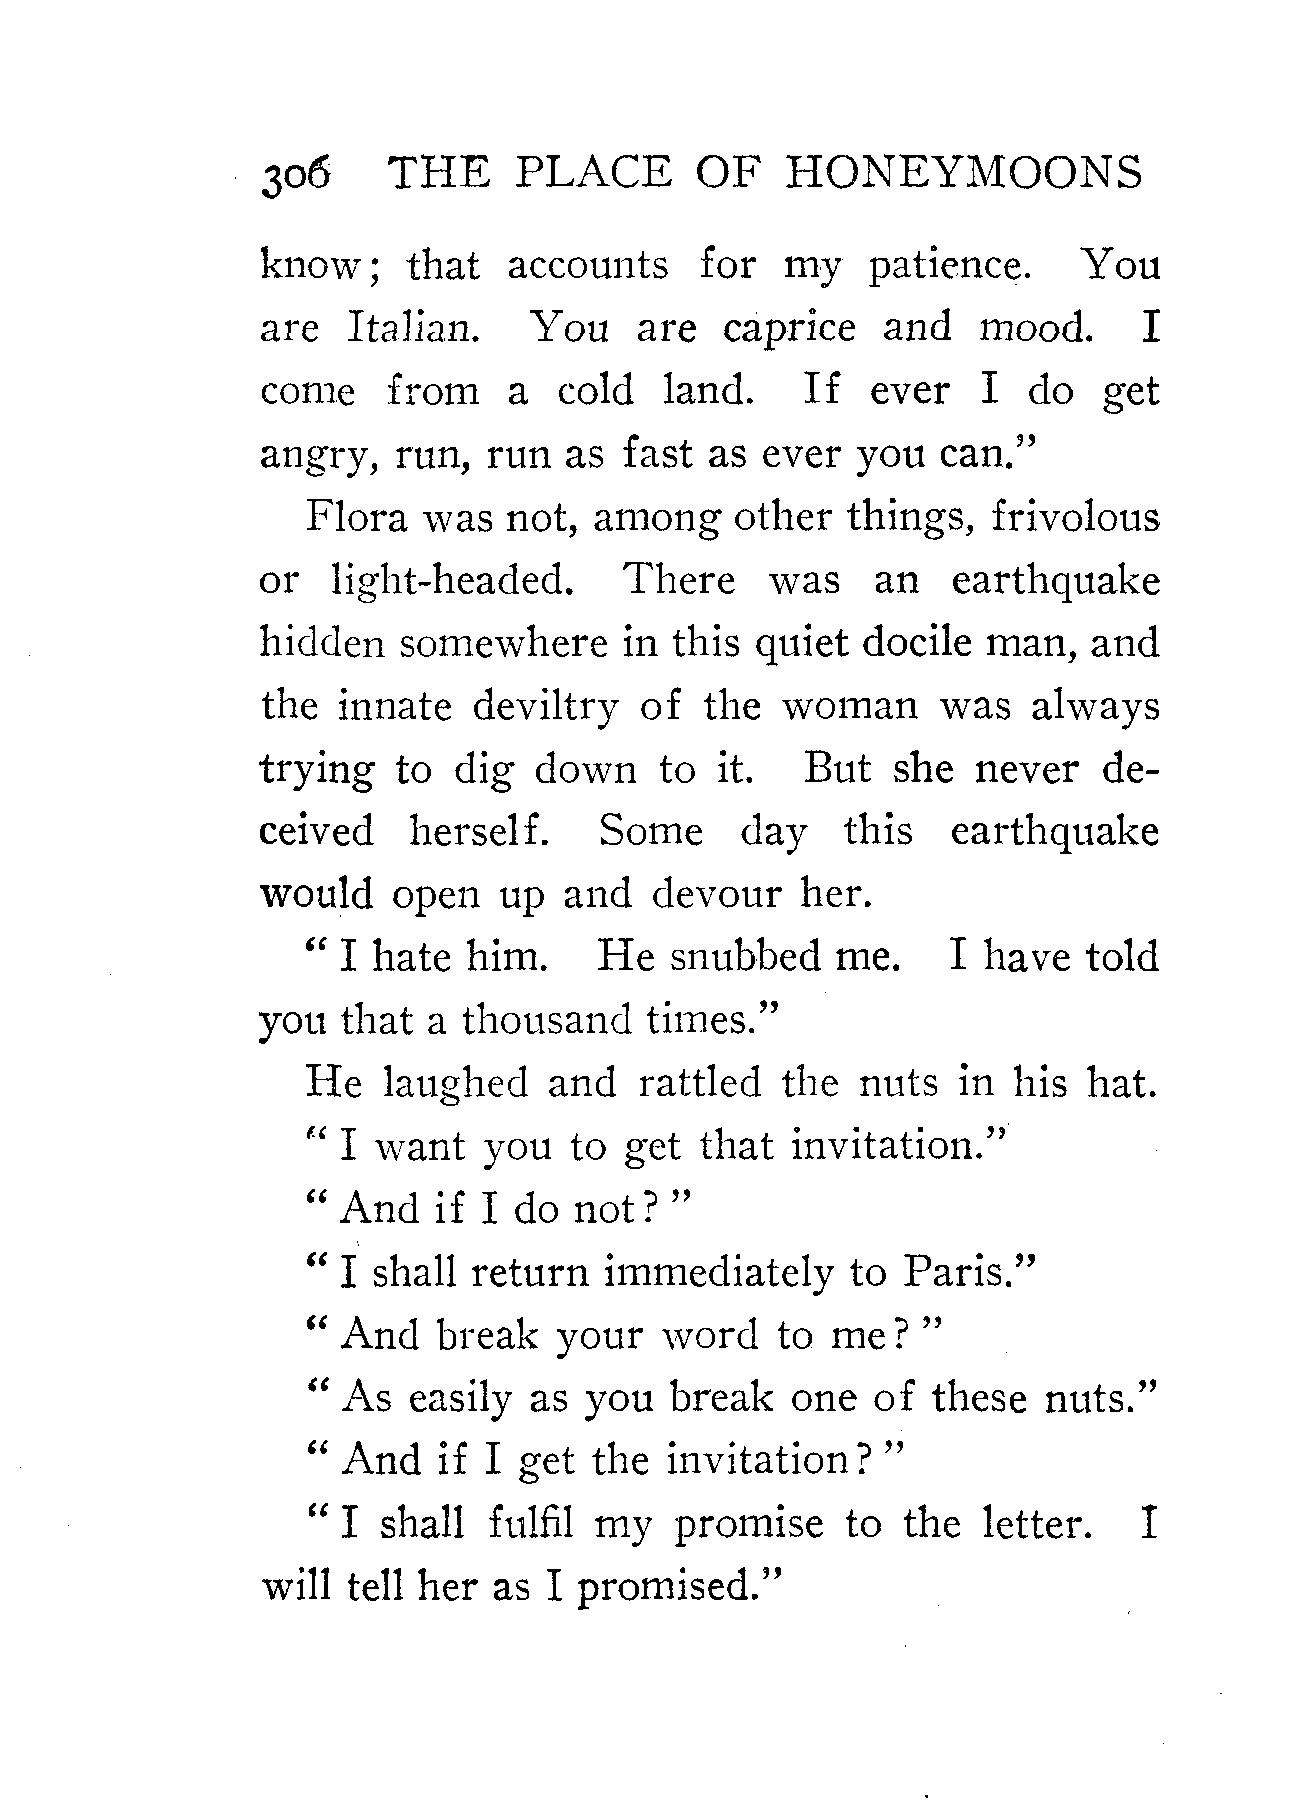 306 THE PLACE OF HONEYMOONS
know; that accounts for my patience. You
are Italian. You are caprice and mood. I
come from a cold land. If ever I do get
angry, run, run as fast as ever you can."
Flora was not, among other things, frivolous
or light-headed. There was an earthquake
hidden somewhere in this quiet docile man, and
the innate deviltry of the woman was always
trying to dig down to it. But she never de-
ceived herself. Some day this earthquake
would open up and devour her.
"I hate him. He snubbed me. I have told
you that a thousand times."
He laughed and rattled the nuts in his hat.
"I want you to get that invitation."
"And if I do not?"
"I shall return immediately to Paris."
"And break your word to me?"
"As easily as you break one of these nuts."
"And if I get the invitation?"
"I shall fulfil my promise to the letter. I
will tell her as I promised."